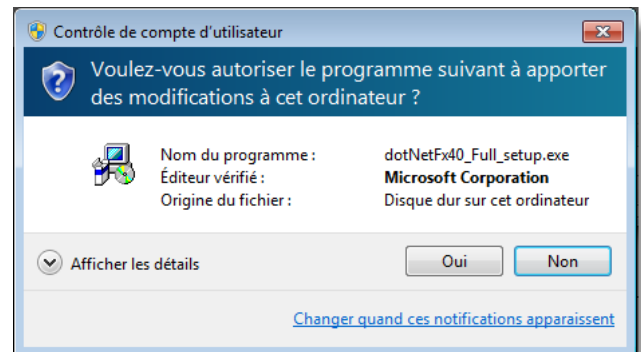 Contrôle de compte d'utilisateur
Voulez-vous autoriser le programme suivant à apporter
des modifications à cet ordinateur ?
Nom du programme : dotNetFx40_Full_setup.exe
Éditeur vérifié : Microsoft Corporation
Origine du fichier : Disque dur sur cet ordinateur
Afficher les détails Oui Non
Changer quand ces notifications apparaissent